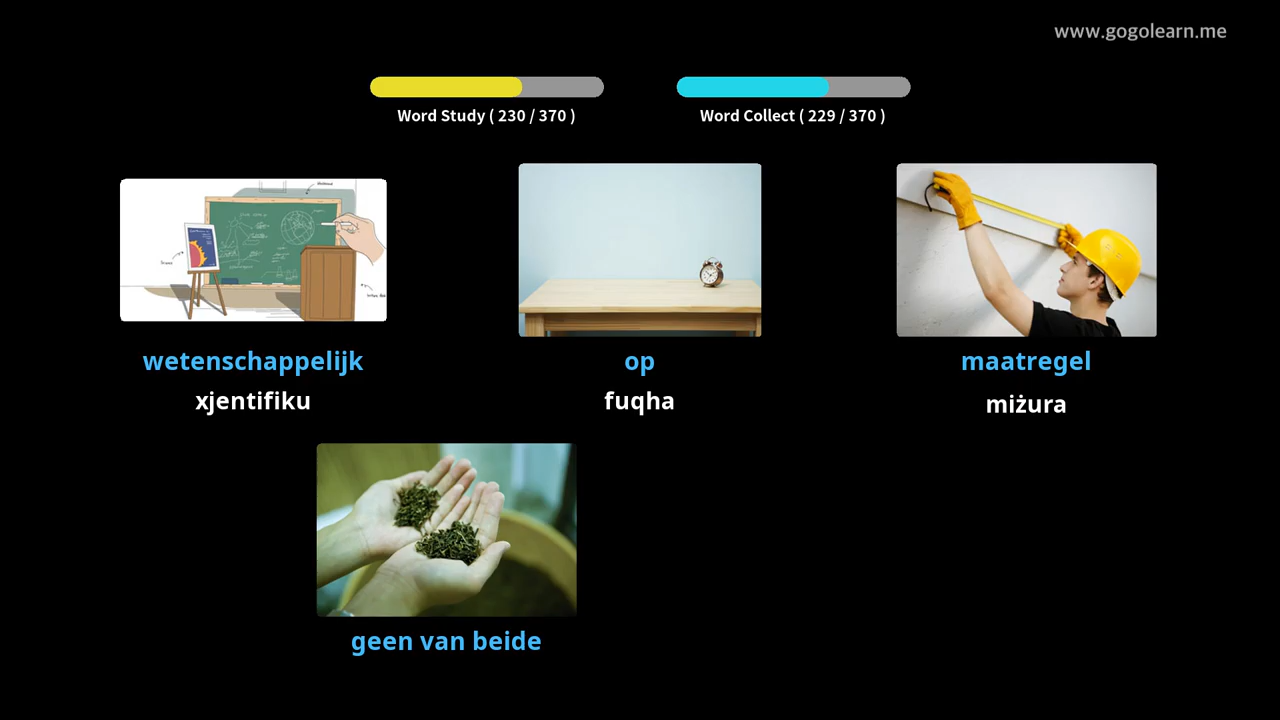 www.gogolearn.me
Word Study ( 230 / 370 )
Word Collect ( 229 / 370 )
wetenschappelijk
op
maatregel
xjentifiku
fuqha
miżura
geen van beide